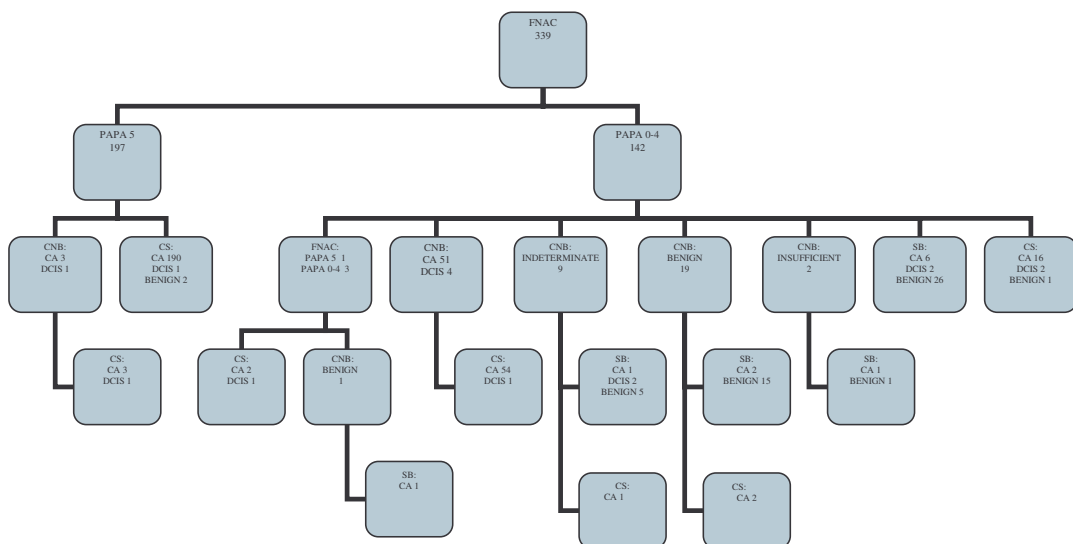 FNAC
339
PAPA 5
197
PAPA 0-4
142
CNB:
CA 3
DCIS 1
CS:
CA 190
DCIS 1
BENIGN 2
FNAC:
PAPA 5 1
PAPA 0-4 3
CNB:
CA 51
DCIS 4
CNB:
INDETERMINATE
9
CNB:
BENIGN
19
CNB:
INSUFFICIENT
2
SB:
CA 6
DCIS 2
BENIGN 26
CS:
CA 16
DCIS 2
BENIGN 1
CS:
CA 3
DCIS 1
CS:
CA 2
DCIS 1
CNB:
BENIGN
1
CS:
CA 54
DCIS 1
SB:
CA 1
DCIS 2
BENIGN 5
SB:
CA 2
BENIGN 15
SB:
CA 1
BENIGN 1
SB:
CA 1
CS:
CA 1
CS:
CA 2